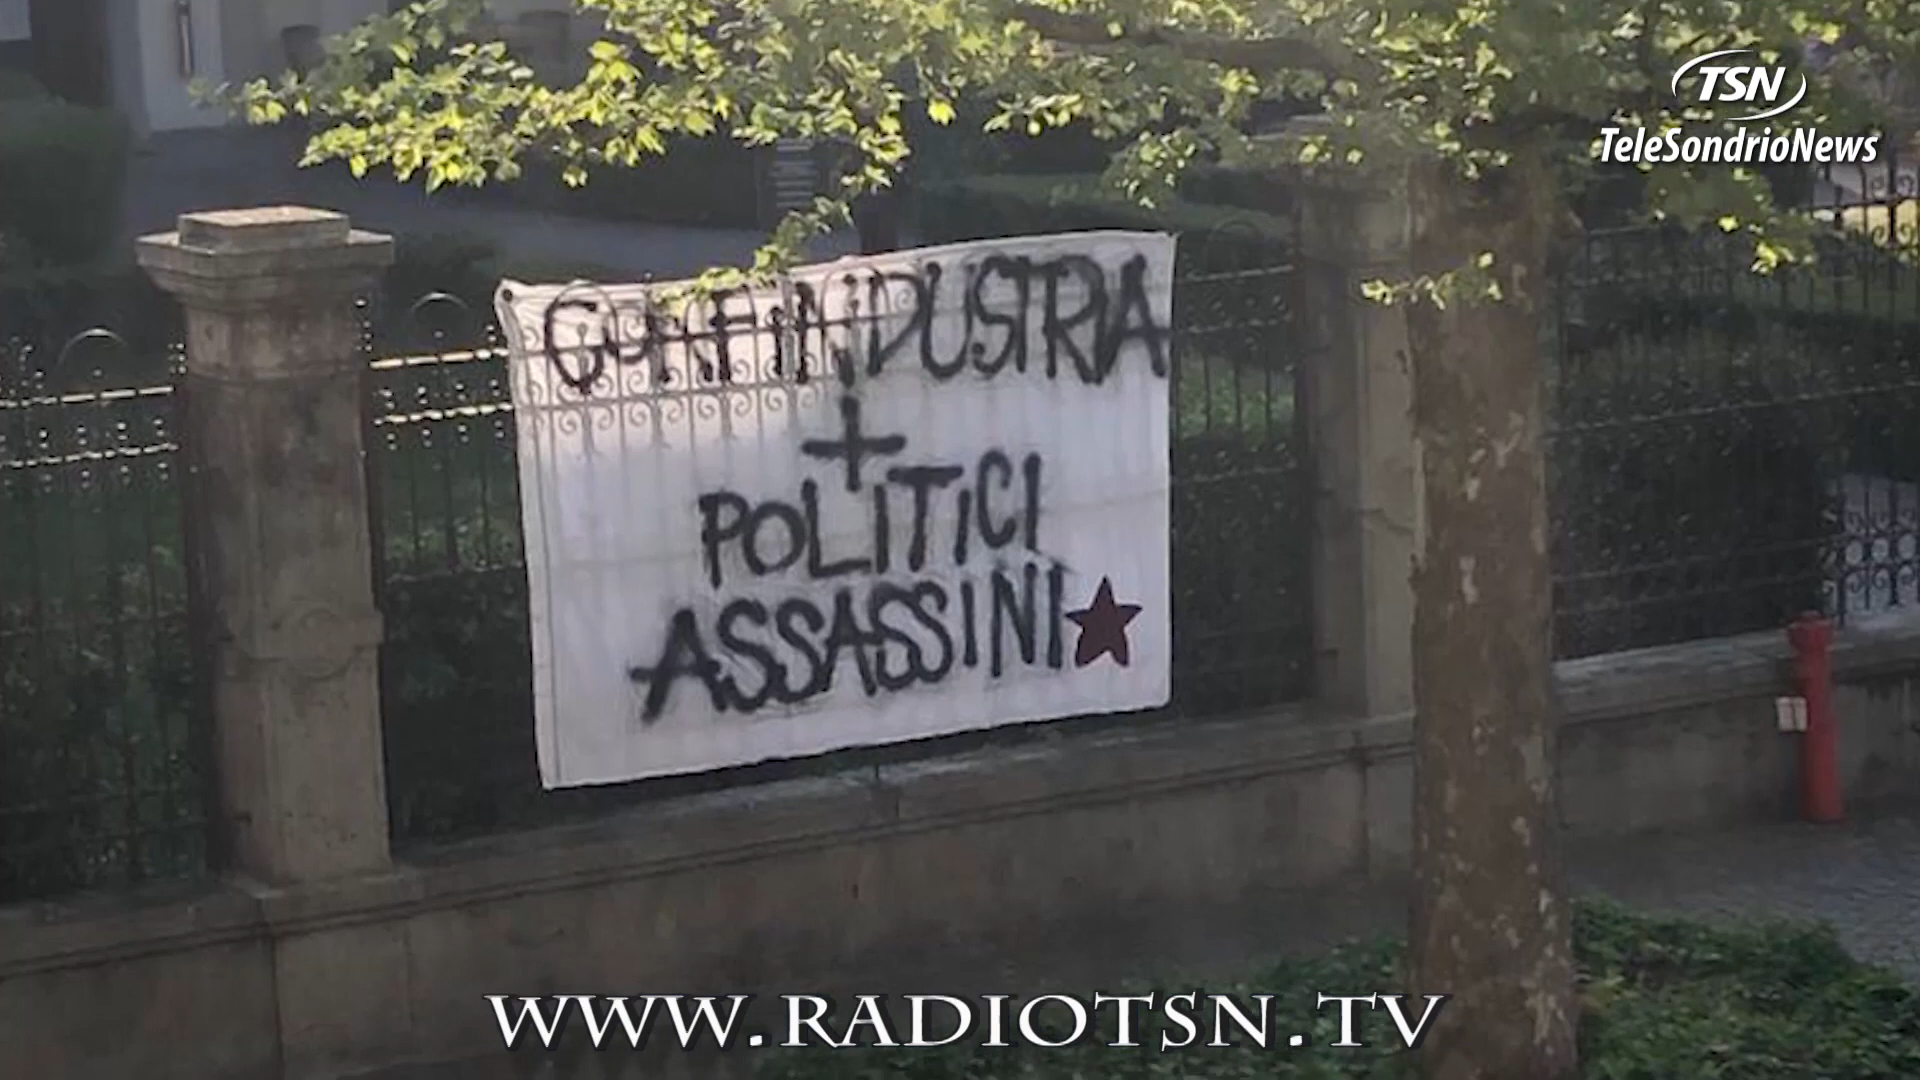 TSN
TeleSondrioNews
CONFINDUSTRIA
+
POLITICI
ASSASSINI
WWW.RADIOTSN.TV